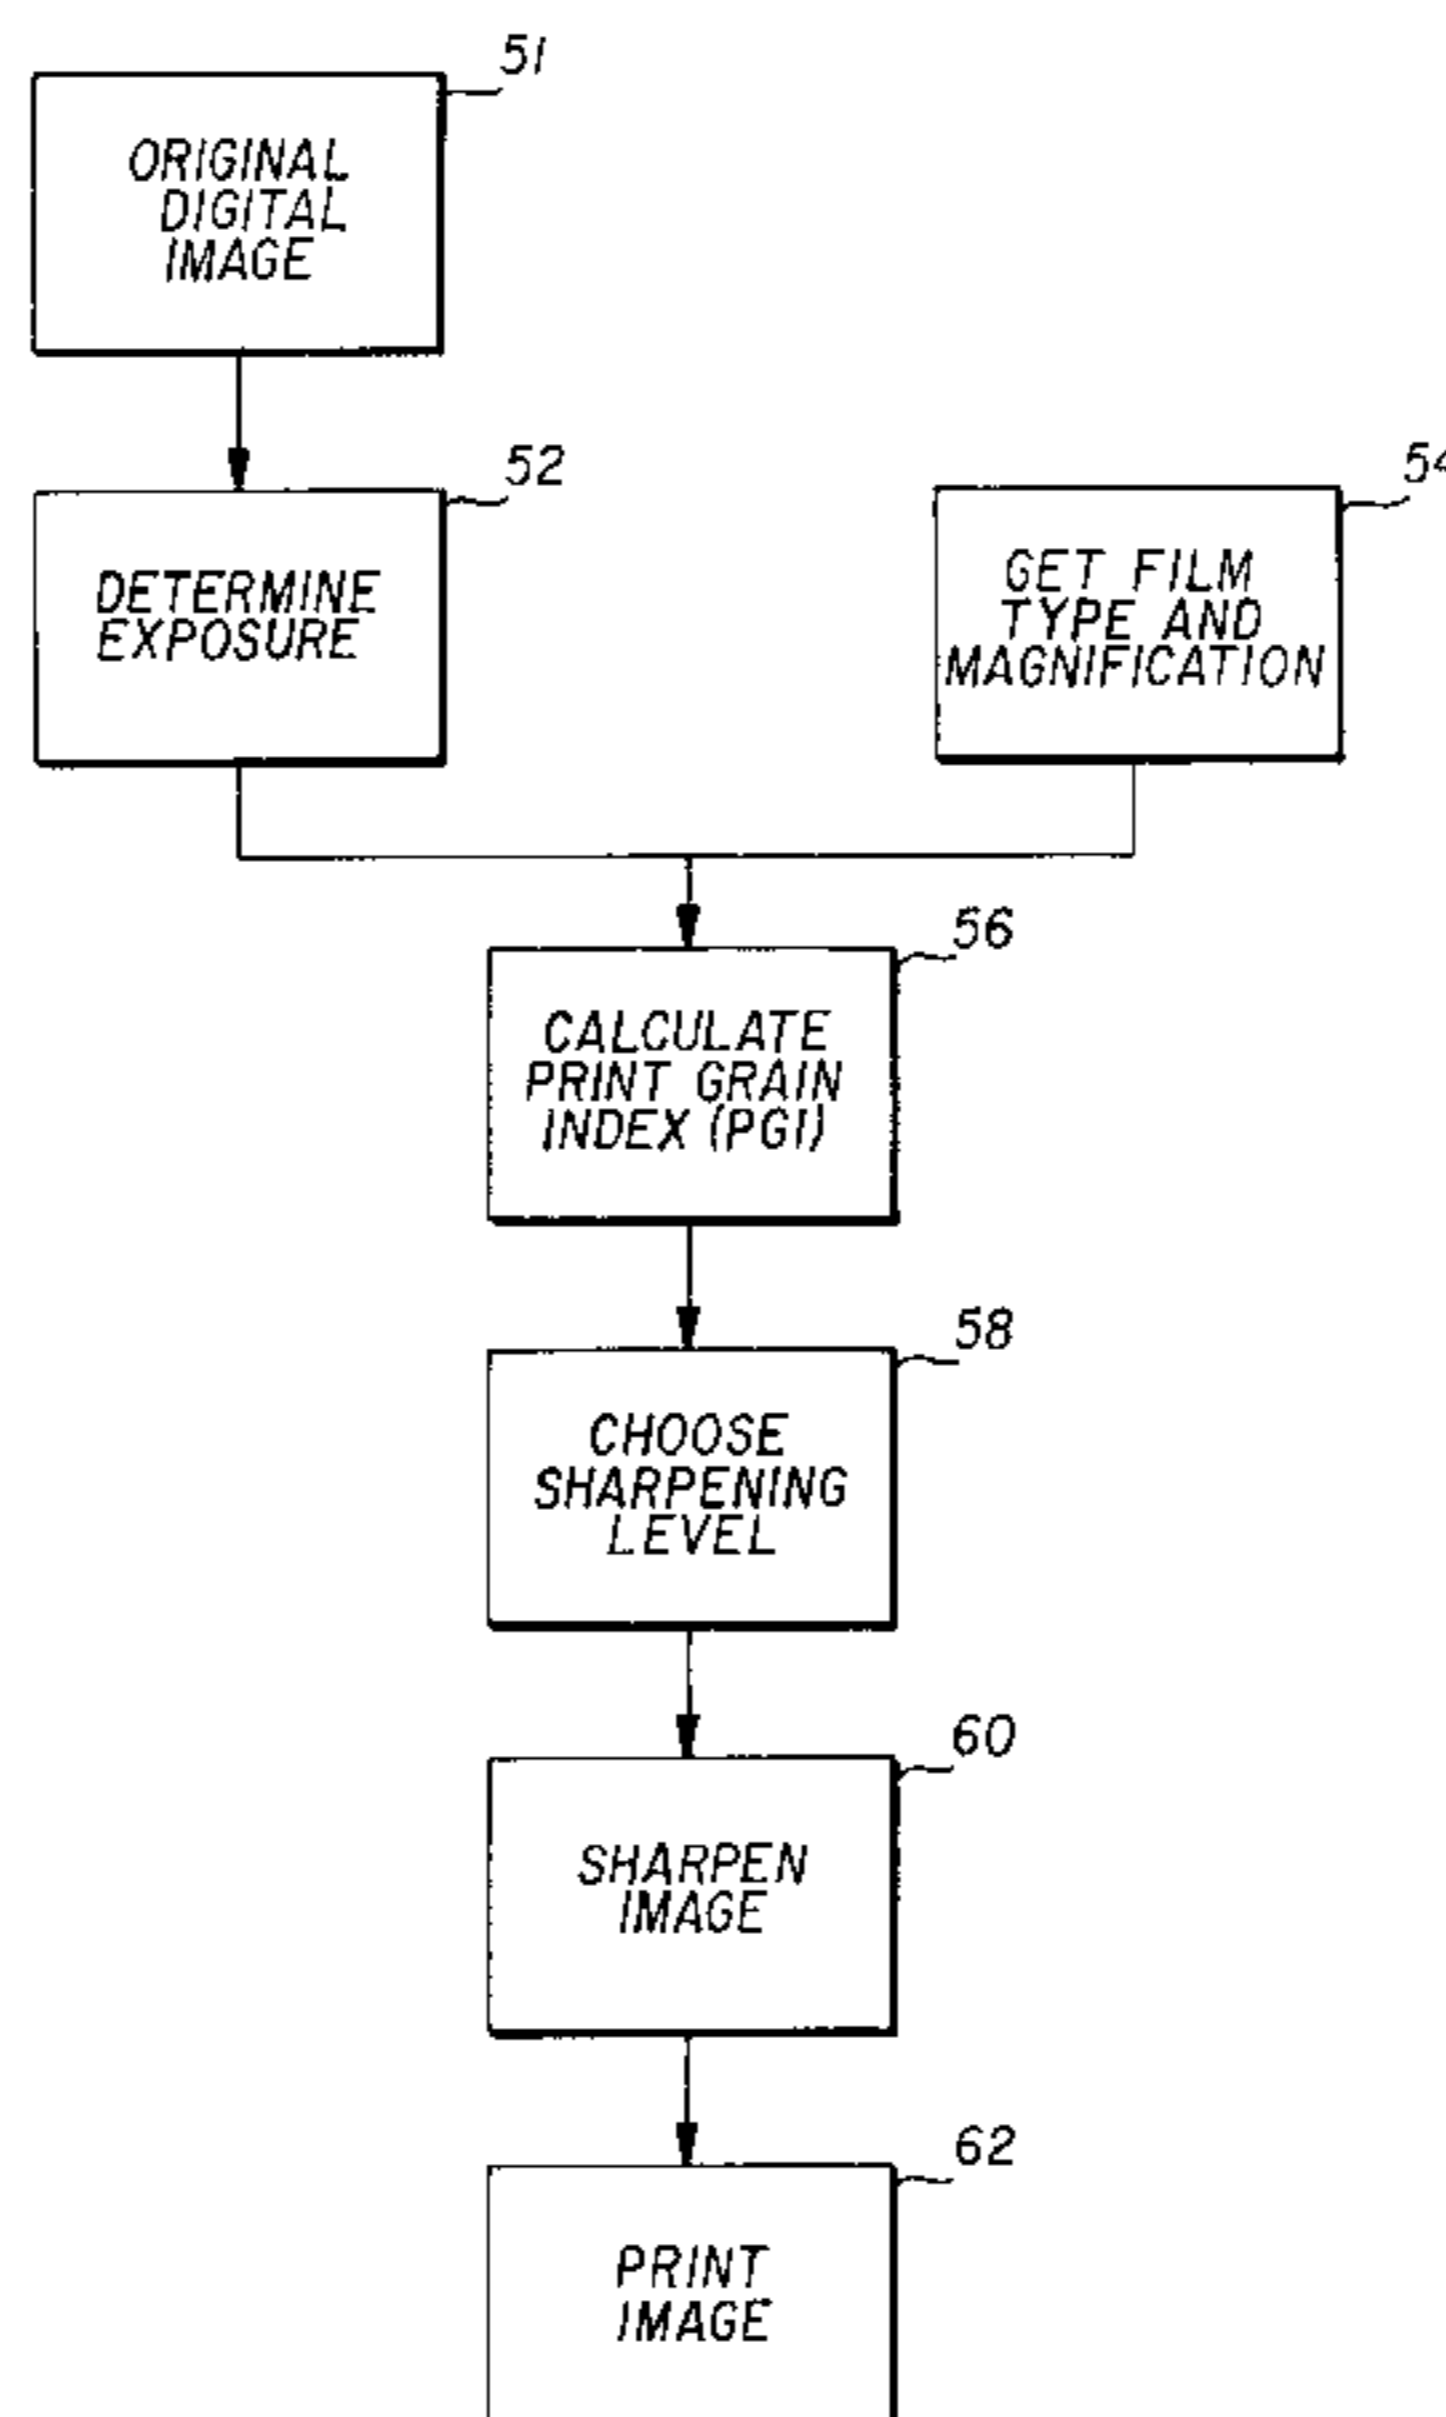 51
ORIGINAL
DIGITAL
IMAGE
52
DETERMINE
EXPOSURE
54
GET FILM
TYPE AND
MAGNIFICATION
56
CALCULATE
PRINT GRAIN
INDEX (PGI)
58
CHOOSE
SHARPENING
LEVEL
60
SHARPEN
IMAGE
62
PRINT
IMAGE